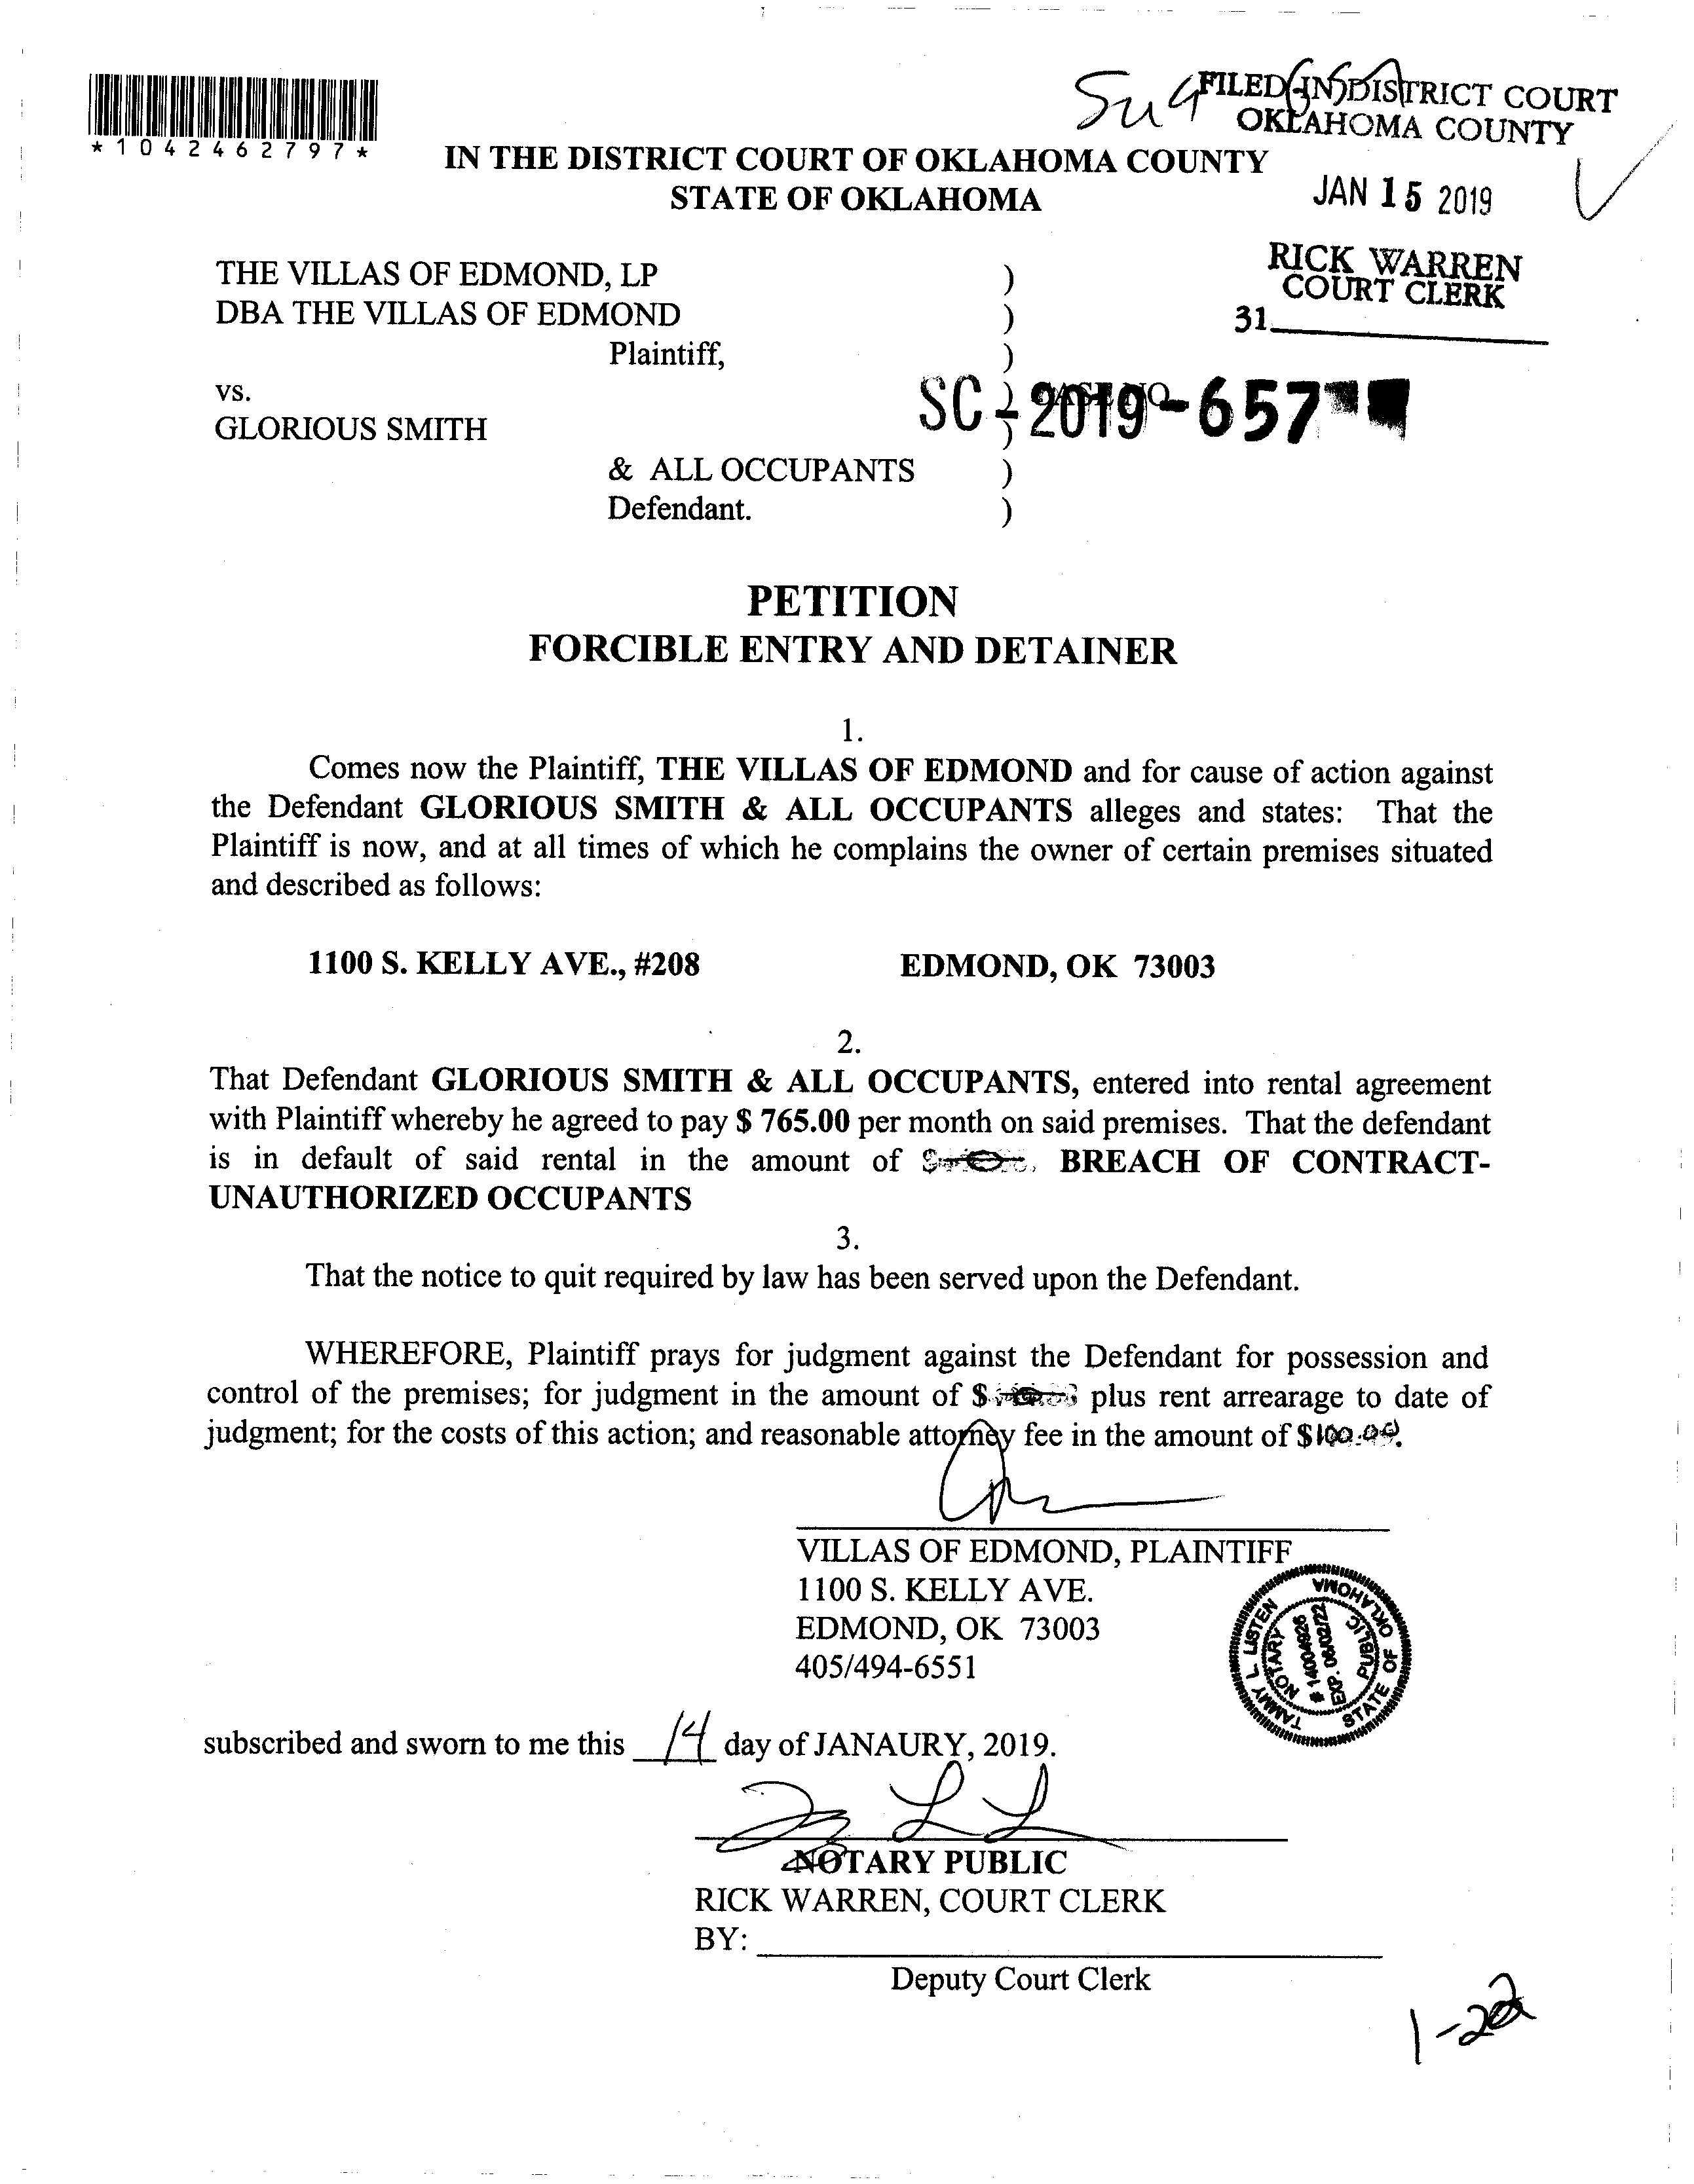 FILED IN DISTRICT COURT
OKLAHOMA COUNTY
*1042462797*
IN THE DISTRICT COURT OF OKLAHOMA COUNTY
STATE OF OKLAHOMA
JAN 15 2019
RICK WARREN
COURT CLERK
31
THE VILLAS OF EDMOND, LP )
DBA THE VILLAS OF EDMOND )
Plaintiff, )
vs. ) CASE NO.
SC-2019-657
GLORIOUS SMITH )
& ALL OCCUPANTS )
Defendant. )
PETITION
FORCIBLE ENTRY AND DETAINER
1.
Comes now the Plaintiff, THE VILLAS OF EDMOND and for cause of action against
the Defendant GLORIOUS SMITH & ALL OCCUPANTS alleges and states: That the
Plaintiff is now, and at all times of which he complains the owner of certain premises situated
and described as follows:
1100 S. KELLY AVE., #208 EDMOND, OK 73003
2.
That Defendant GLORIOUS SMITH & ALL OCCUPANTS, entered into rental agreement
with Plaintiff whereby he agreed to pay $ 765.00 per month on said premises. That the defendant
is in default of said rental in the amount of BREACH OF CONTRACT-
UNAUTHORIZED OCCUPANTS
3.
That the notice to quit required by law has been served upon the Defendant.
WHEREFORE, Plaintiff prays for judgment against the Defendant for possession and
control of the premises; for judgment in the amount of $ plus rent arrearage to date of
judgment; for the costs of this action; and reasonable attorney fee in the amount of $100.00.
VILLAS OF EDMOND, PLAINTIFF
1100 S. KELLY AVE.
EDMOND, OK 73003
405/494-6551
TAMMY L. LISTEN
NOTARY PUBLIC
# 14004926
EXP. 06/02/22
STATE OF OKLAHOMA
subscribed and sworn to me this 14 day of JANAURY, 2019.
NOTARY PUBLIC
RICK WARREN, COURT CLERK
BY:
Deputy Court Clerk
1-22